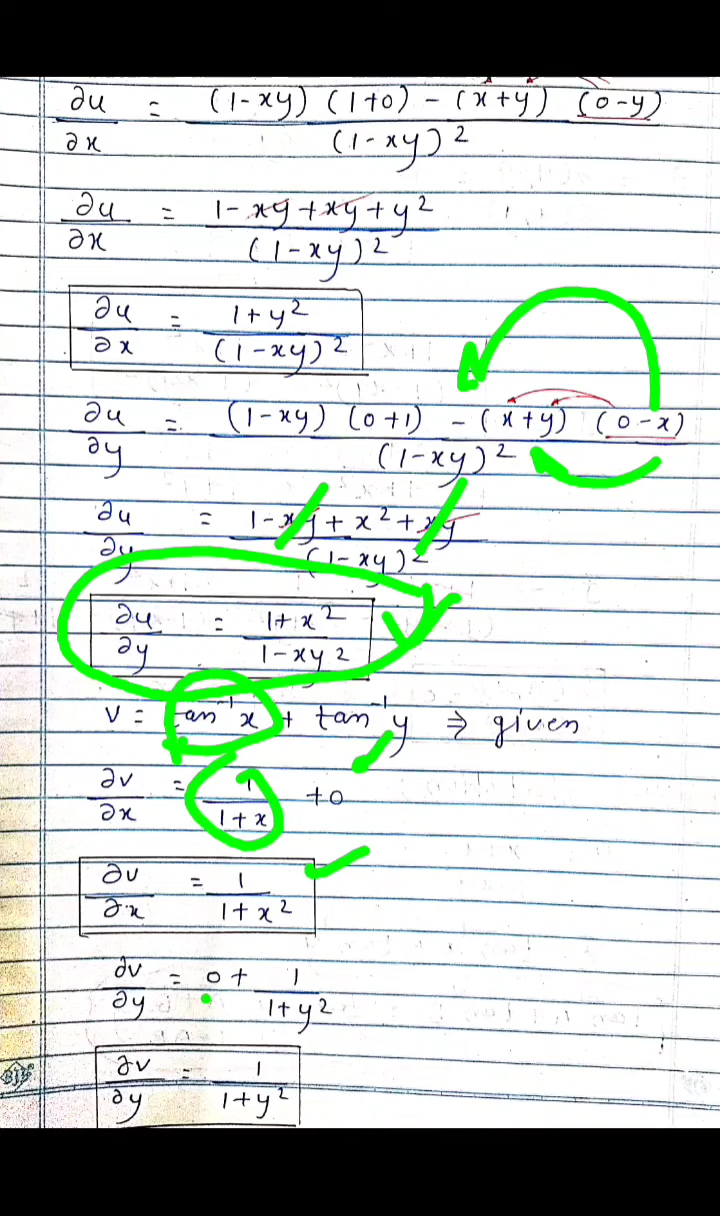 ∂u/∂x = (1-xy) (1+0) - (x+y) (0-y) / (1-xy)²
∂u/∂x = 1-xy+xy+y² / (1-xy)²
∂u/∂x = 1+y² / (1-xy)²
∂u/∂y = (1-xy) (0+1) - (x+y) (0-x) / (1-xy)²
∂u/∂y = 1-xy+x²+xy / (1-xy)²
∂u/∂y = 1+x² / 1-xy²
v = tan⁻¹x + tan⁻¹y ⇒ given
∂v/∂x = 1/1+x +0
∂v/∂x = 1/1+x²
∂v/∂y = 0 + 1/1+y²
∂v/∂y = 1/1+y²